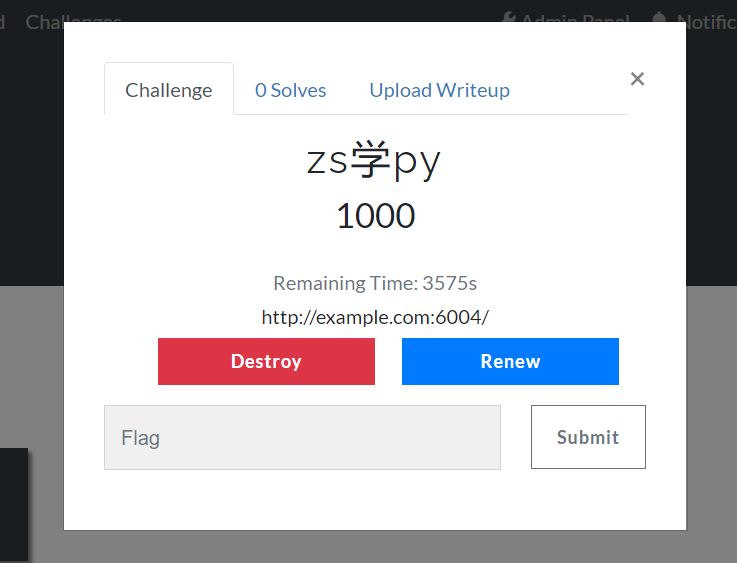 Challenges Admin Panel Notific
Challenge 0 Solves Upload Writeup ×
zs学py
1000
Remaining Time: 3575s
http://example.com:6004/
Destroy Renew
Flag Submit